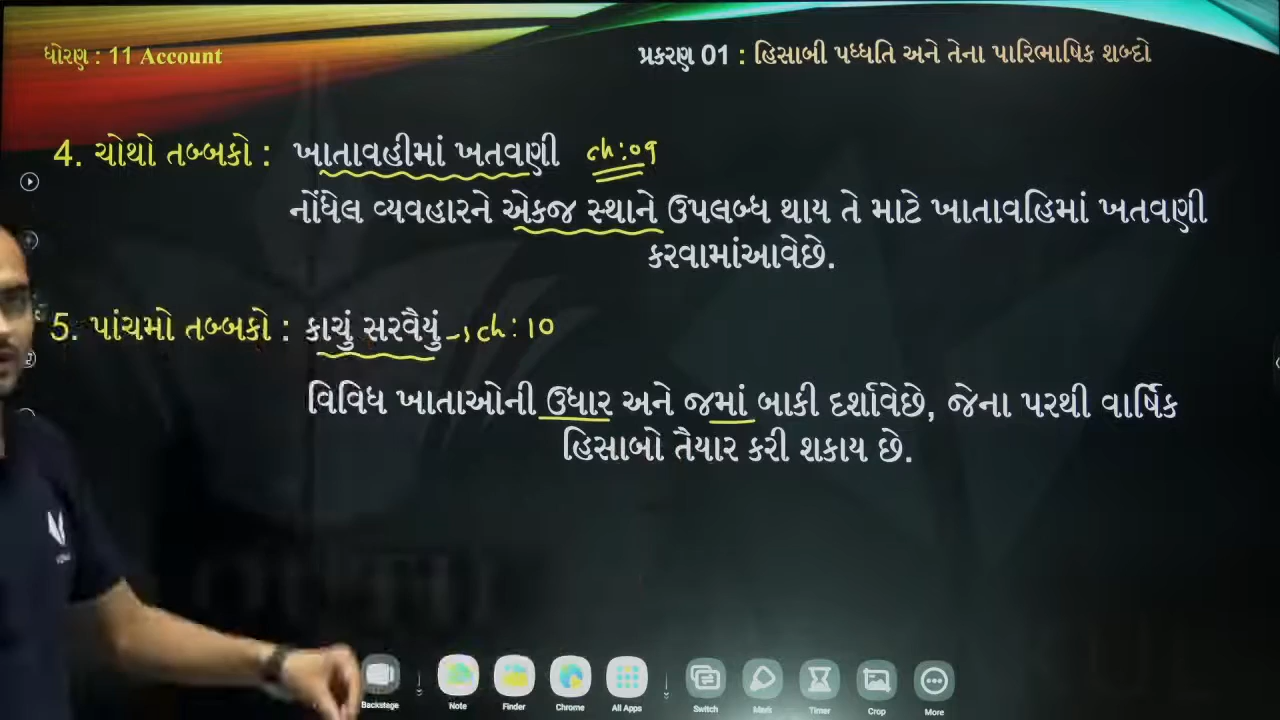 ધોરણ : 11 Account
પ્રકરણ 01 : હિસાબી પધ્ધતિ અને તેના પારિભાષિક શબ્દો
4. ચોથો તબ્બકો : ખાતાવહીમાં ખતવણી ch:09
નોંધેલ વ્યવહારને એકજ સ્થાને ઉપલબ્ધ થાય તે માટે ખાતાવહિમાં ખતવણી
કરવામાંઆવેછે.
5. પાંચમો તબ્બકો : કાચું સરવૈયું → ch:10
વિવિધ ખાતાઓની ઉધાર અને જમાં બાકી દર્શાવેછે, જેના પરથી વાર્ષિક
હિસાબો તૈયાર કરી શકાય છે.
Backstage Note Finder Chrome All Apps Switch Mark Timer Crop More